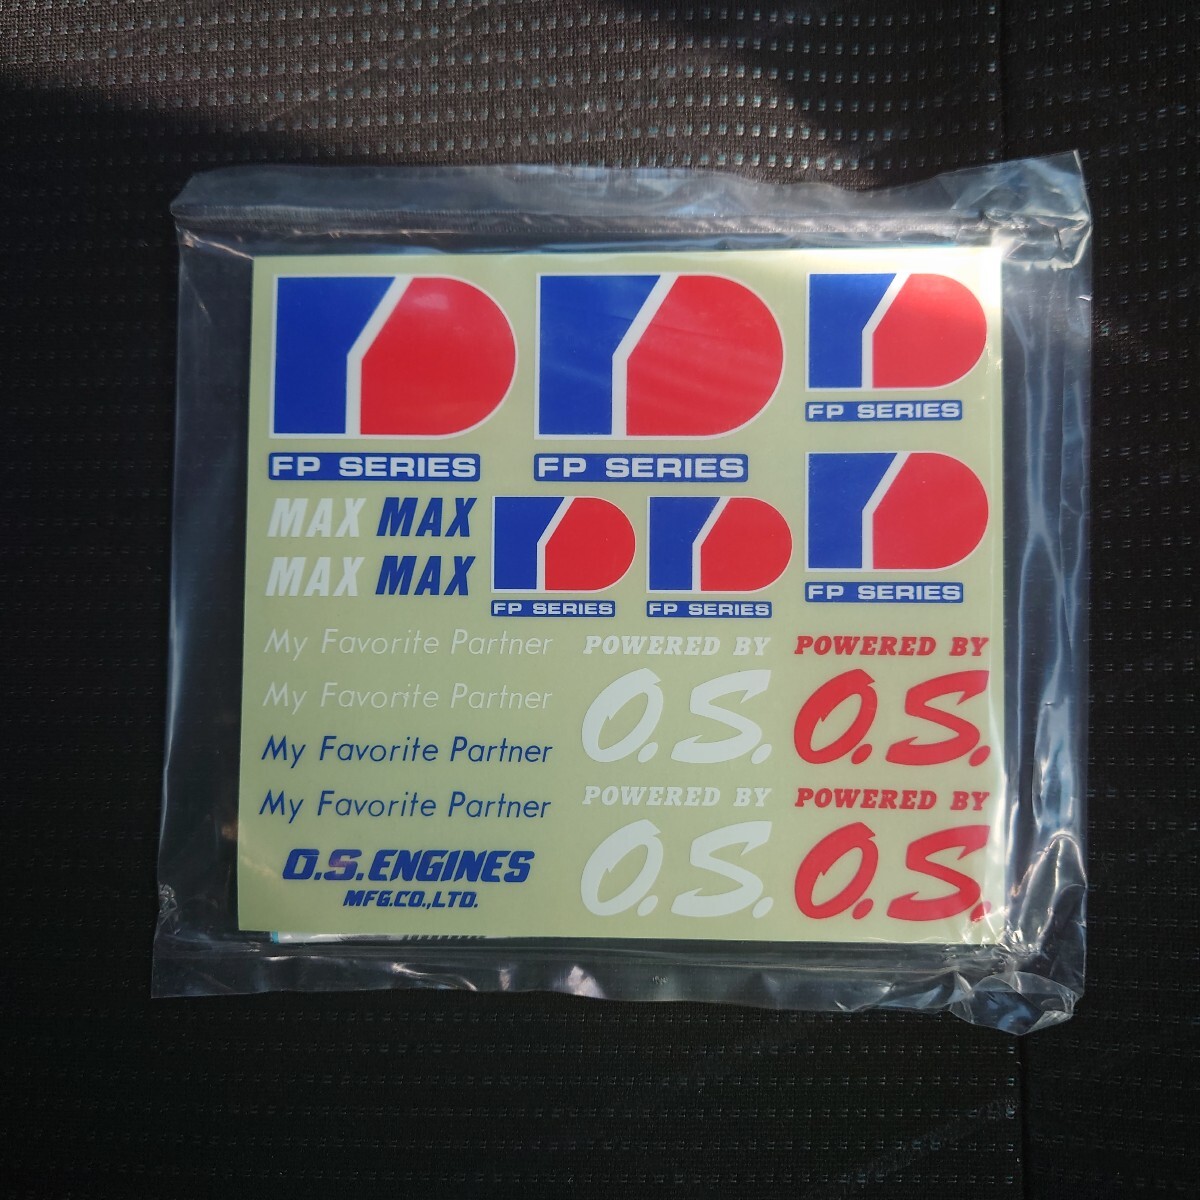 FP SERIES
FP SERIES
FP SERIES
MAX MAX
MAX MAX
FP SERIES
FP SERIES
FP SERIES
My Favorite Partner
My Favorite Partner
My Favorite Partner
My Favorite Partner
O.S.ENGINES
MFG.CO.,LTD.
POWERED BY
O.S.
POWERED BY
O.S.
POWERED BY
O.S.
POWERED BY
O.S.